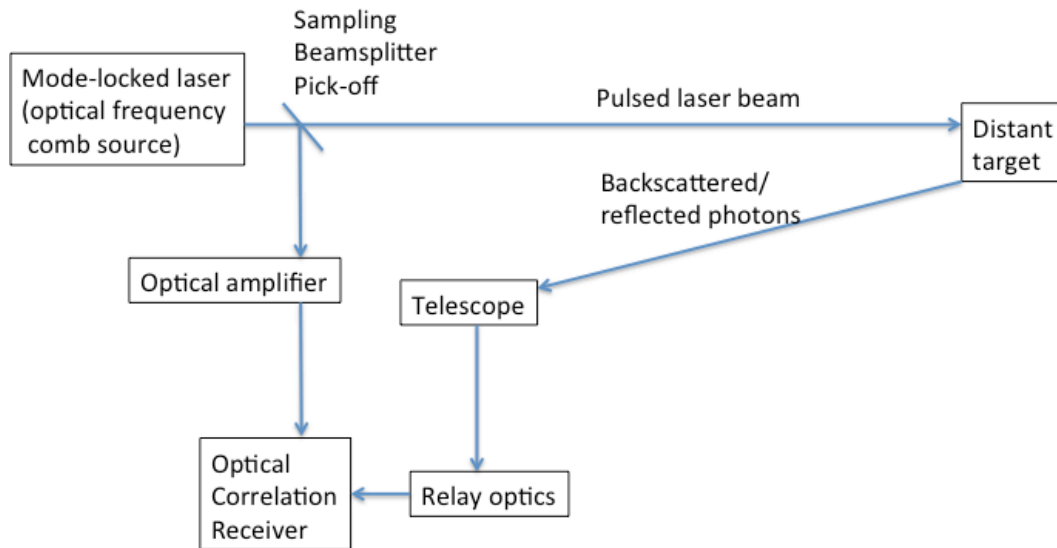 Sampling
Beamsplitter
Pick-off
Mode-locked laser
(optical frequency
comb source)
Pulsed laser beam
Distant
target
Backscattered/
reflected photons
Optical amplifier
Telescope
Optical
Correlation
Receiver
Relay optics